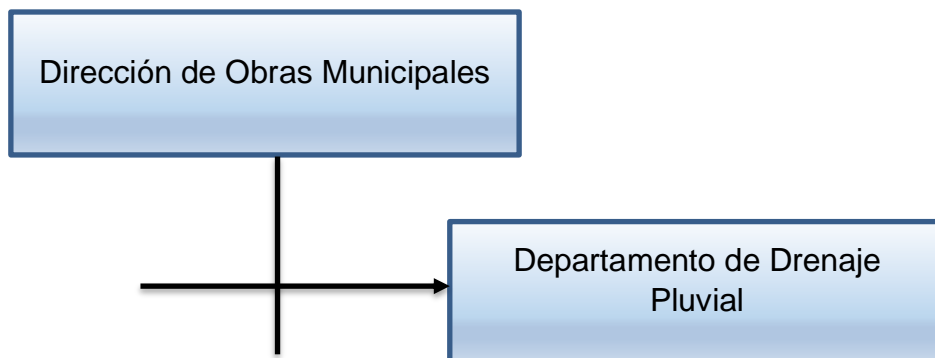 Dirección de Obras Municipales
Departamento de Drenaje
Pluvial